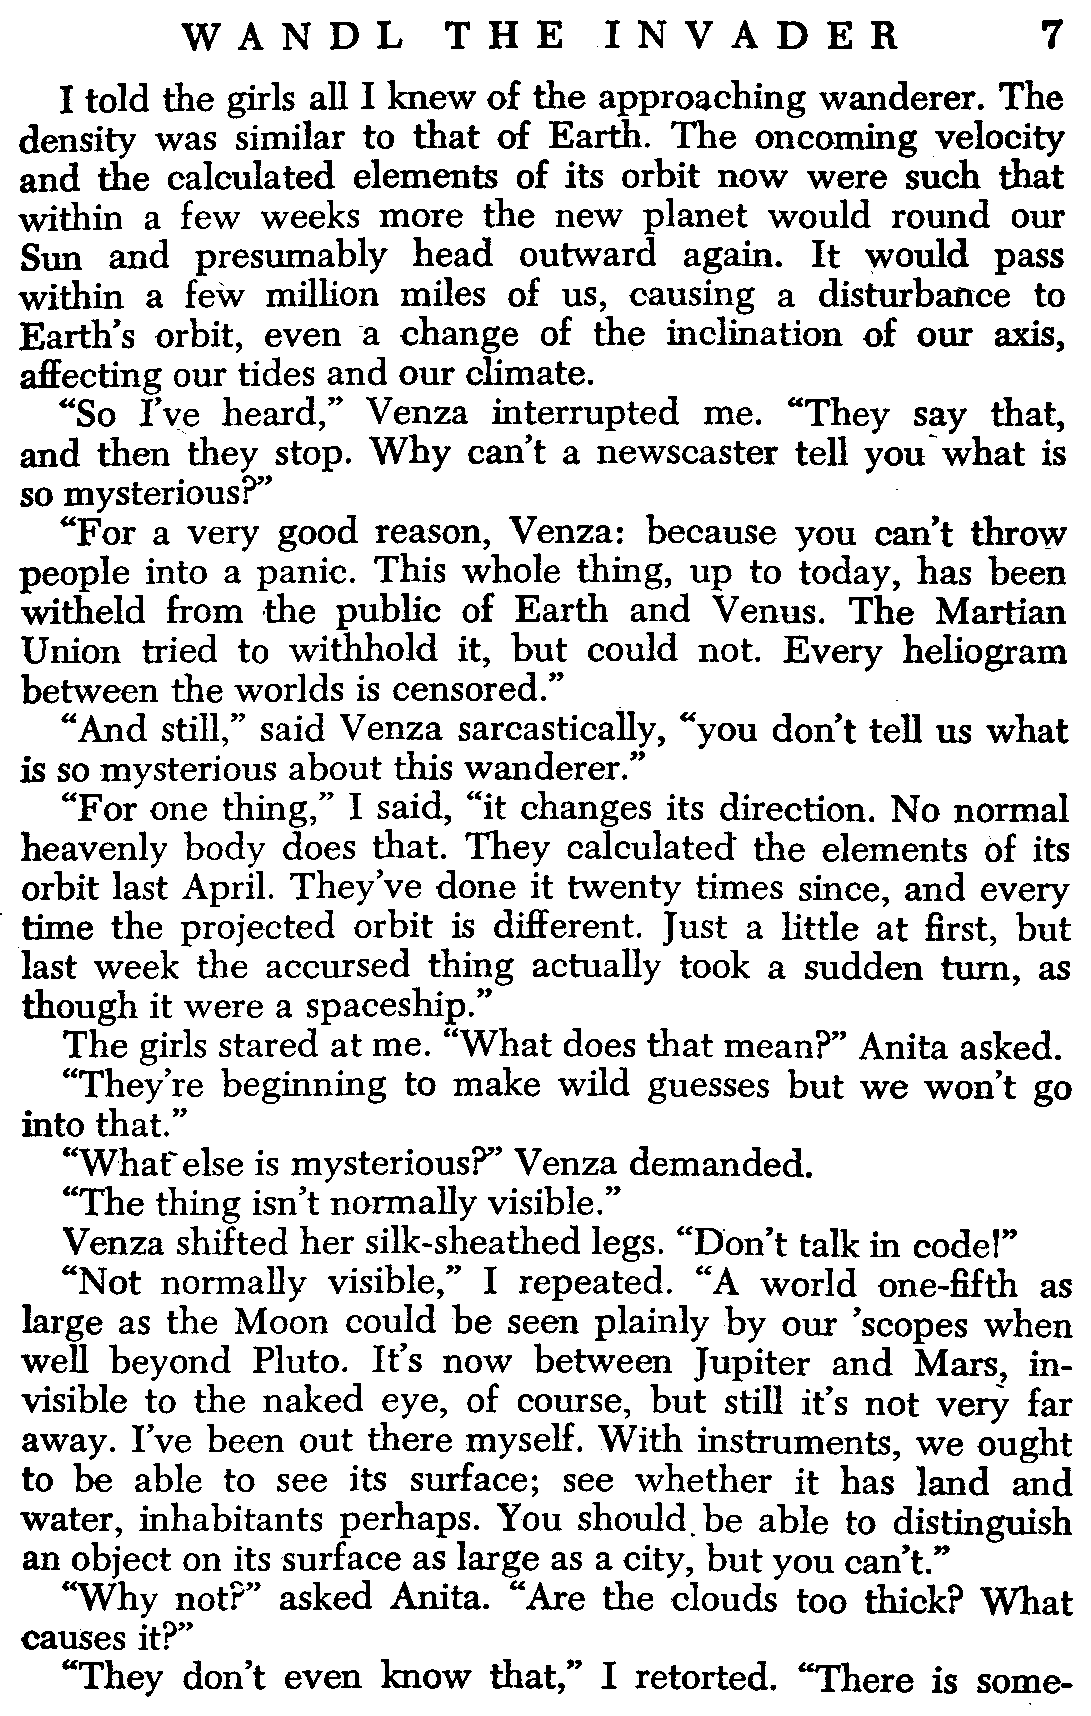 WANDL THE INVADER 7
I told the girls all I knew of the approaching wanderer. The
density was similar to that of Earth. The oncoming velocity
and the calculated elements of its orbit now were such that
within a few weeks more the new planet would round our
Sun and presumably head outward again. It would pass
within a few million miles of us, causing a disturbance to
Earth's orbit, even a change of the inclination of our axis,
affecting our tides and our climate.
“So I've heard,” Venza interrupted me. “They say that,
and then they stop. Why can't a newscaster tell you what is
so mysterious?”
“For a very good reason, Venza: because you can't throw
people into a panic. This whole thing, up to today, has been
witheld from the public of Earth and Venus. The Martian
Union tried to withhold it, but could not. Every heliogram
between the worlds is censored.”
“And still,” said Venza sarcastically, “you don't tell us what
is so mysterious about this wanderer.”
“For one thing,” I said, “it changes its direction. No normal
heavenly body does that. They calculated the elements of its
orbit last April. They've done it twenty times since, and every
time the projected orbit is different. Just a little at first, but
last week the accursed thing actually took a sudden turn, as
though it were a spaceship.”
The girls stared at me. “What does that mean?” Anita asked.
“They're beginning to make wild guesses but we won't go
into that.”
“What else is mysterious?” Venza demanded.
“The thing isn't normally visible.”
Venza shifted her silk-sheathed legs. “Don't talk in code!”
“Not normally visible,” I repeated. “A world one-fifth as
large as the Moon could be seen plainly by our 'scopes when
well beyond Pluto. It's now between Jupiter and Mars, in-
visible to the naked eye, of course, but still it's not very far
away. I've been out there myself. With instruments, we ought
to be able to see its surface; see whether it has land and
water, inhabitants perhaps. You should be able to distinguish
an object on its surface as large as a city, but you can't.”
“Why not?” asked Anita. “Are the clouds too thick? What
causes it?”
“They don't even know that,” I retorted. “There is some-